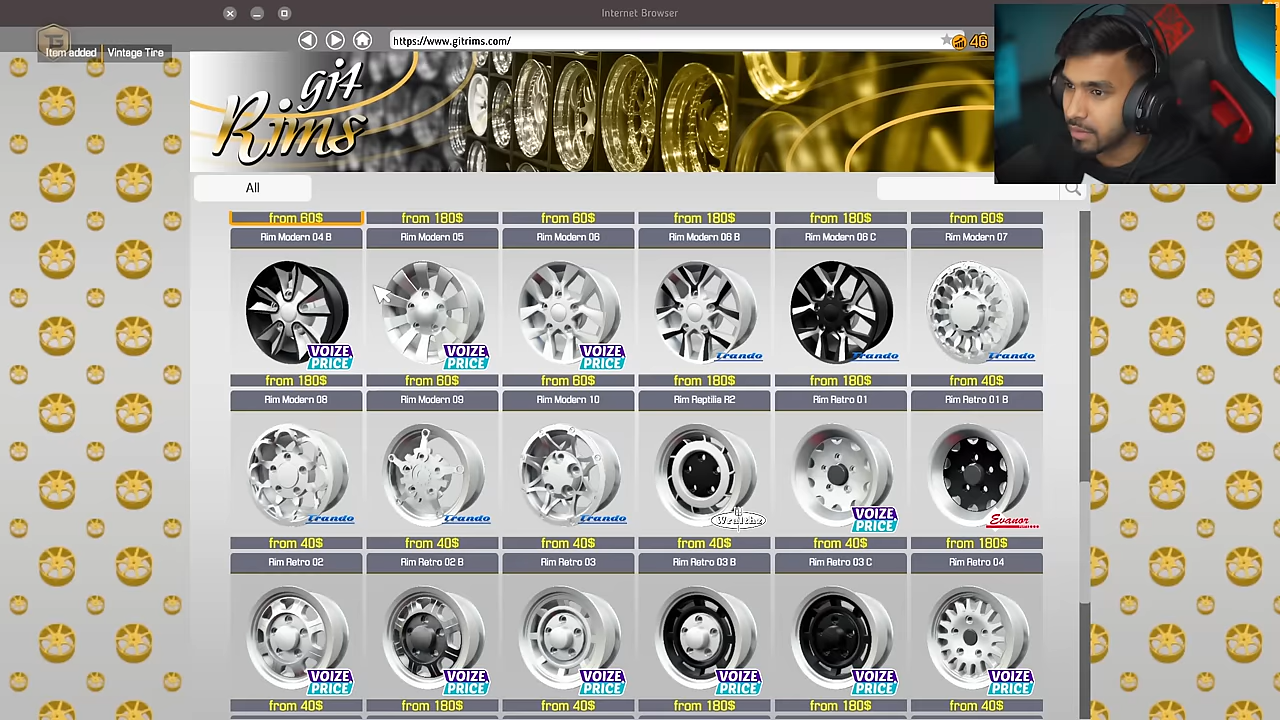 Internet Browser
https://www.gitrims.com/
46
TG
Item added | Vintage Tire
git
Rims
All
from 60$ from 180$ from 60$ from 180$ from 180$ from 60$
Rim Modern 04 B Rim Modern 05 Rim Modern 06 Rim Modern 06 B Rim Modern 06 C Rim Modern 07
VOIZE PRICE VOIZE PRICE VOIZE PRICE Trando Trando Trando
from 180$ from 60$ from 60$ from 180$ from 180$ from 40$
Rim Modern 08 Rim Modern 09 Rim Modern 10 Rim Reptilia R2 Rim Retro 01 Rim Retro 01 B
Trando Trando Trando VOIZE PRICE Evanor
from 40$ from 40$ from 40$ from 40$ from 40$ from 180$
Rim Retro 02 Rim Retro 02 B Rim Retro 03 Rim Retro 03 B Rim Retro 03 C Rim Retro 04
VOIZE PRICE VOIZE PRICE VOIZE PRICE VOIZE PRICE VOIZE PRICE VOIZE PRICE
from 40$ from 180$ from 40$ from 180$ from 180$ from 40$